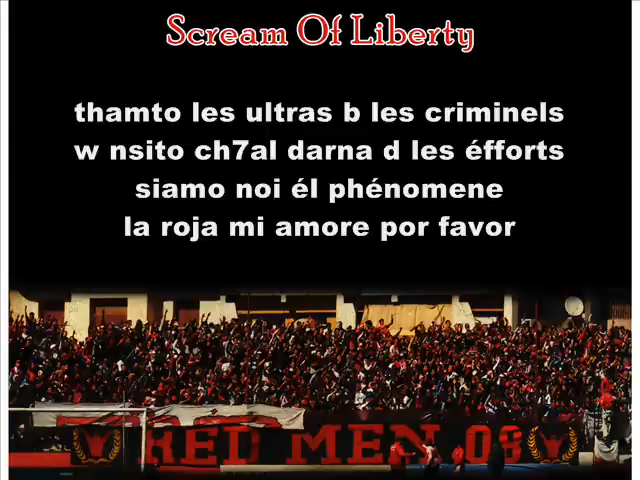 Scream Of Liberty
thamto les ultras b les criminels
w nsito ch7al darna d les éfforts
siamo noi él phénomene
la roja mi amore por favor
RED MEN 09